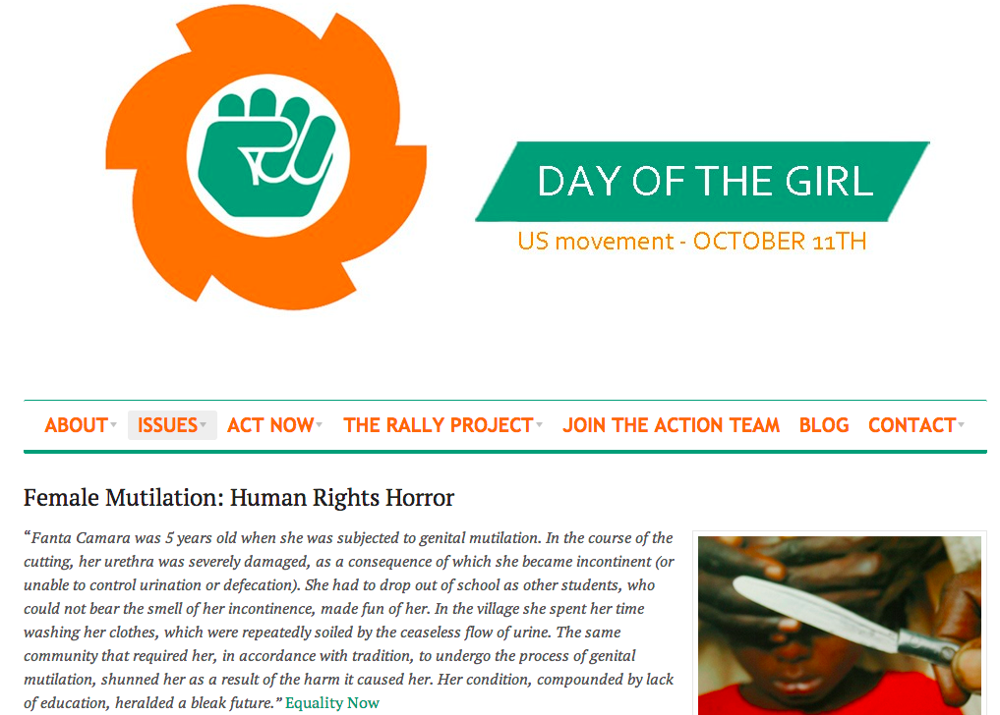 DAY OF THE GIRL
US movement - OCTOBER 11TH
ABOUT ISSUES ACT NOW THE RALLY PROJECT JOIN THE ACTION TEAM BLOG CONTACT
Female Mutilation: Human Rights Horror
“Fanta Camara was 5 years old when she was subjected to genital mutilation. In the course of the
cutting, her urethra was severely damaged, as a consequence of which she became incontinent (or
unable to control urination or defecation). She had to drop out of school as other students, who
could not bear the smell of her incontinence, made fun of her. In the village she spent her time
washing her clothes, which were repeatedly soiled by the ceaseless flow of urine. The same
community that required her, in accordance with tradition, to undergo the process of genital
mutilation, shunned her as a result of the harm it caused her. Her condition, compounded by lack
of education, heralded a bleak future.” Equality Now